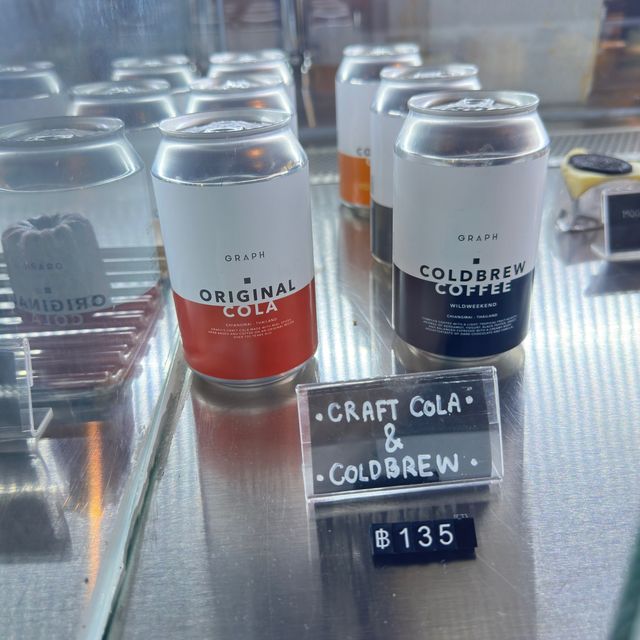 GRAPH
ORIGINAL
COLA
CHIANGMAI - THAILAND
GRAPH
COLDBREW
COFFEE
WILDWEEKEND
CHIANGMAI - THAILAND
• CRAFT COLA •
&
• COLDBREW •
฿135